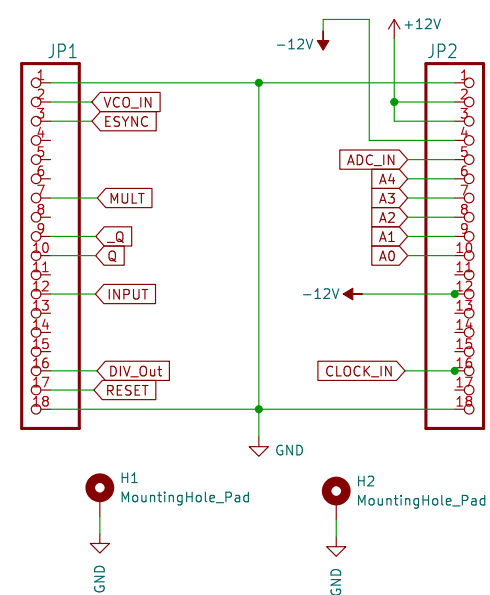 +12V
-12V
JP1
JP2
1
2
3
4
5
6
7
8
9
10
11
12
13
14
15
16
17
18
VCO_IN
ESYNC
MULT
_Q
Q
INPUT
DIV_Out
RESET
ADC_IN
A4
A3
A2
A1
A0
-12V
CLOCK_IN
1
2
3
4
5
6
7
8
9
10
11
12
13
14
15
16
17
18
GND
H1
MountingHole_Pad
H2
MountingHole_Pad
GND
GND